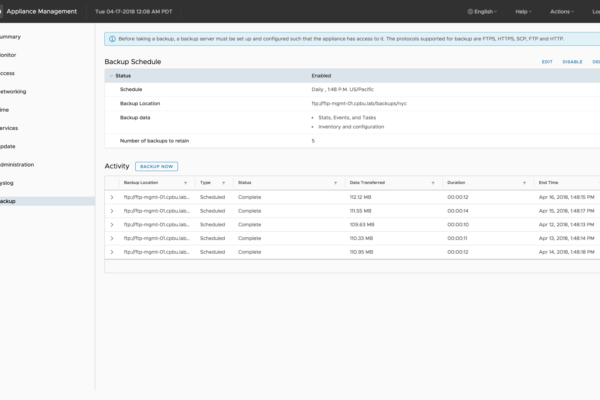 Appliance Management
Tue 04-17-2018 12:08 AM PDT
English
Help
Actions
Before taking a backup, a backup server must be set up and configured such that the appliance has access to it. The protocols supported for backup are FTPS, HTTPS, SCP, FTP and HTTP.
Backup Schedule
EDIT
DISABLE
Status
Enabled
Schedule
Daily , 1:48 P.M. US/Pacific
Backup Location
ftp://ftp-mgmt-01.cpbu.lab/backups/nyc
Backup data
• Stats, Events, and Tasks
• Inventory and configuration
Number of backups to retain
5
Activity
BACKUP NOW
Backup Location Type Status Data Transferred Duration End Time
ftp://ftp-mgmt-01.cpbu.lab... Scheduled Complete 112.12 MB 00:00:12 Apr 16, 2018, 1:48:15 PM
ftp://ftp-mgmt-01.cpbu.lab... Scheduled Complete 111.55 MB 00:00:14 Apr 15, 2018, 1:48:17 PM
ftp://ftp-mgmt-01.cpbu.lab... Scheduled Complete 109.63 MB 00:00:10 Apr 12, 2018, 1:48:13 PM
ftp://ftp-mgmt-01.cpbu.lab... Scheduled Complete 110.33 MB 00:00:11 Apr 13, 2018, 1:48:14 PM
ftp://ftp-mgmt-01.cpbu.lab... Scheduled Complete 110.95 MB 00:00:12 Apr 14, 2018, 1:48:18 PM
ummary
onitor
ccess
etworking
ime
ervices
pdate
dministration
yslog
ackup